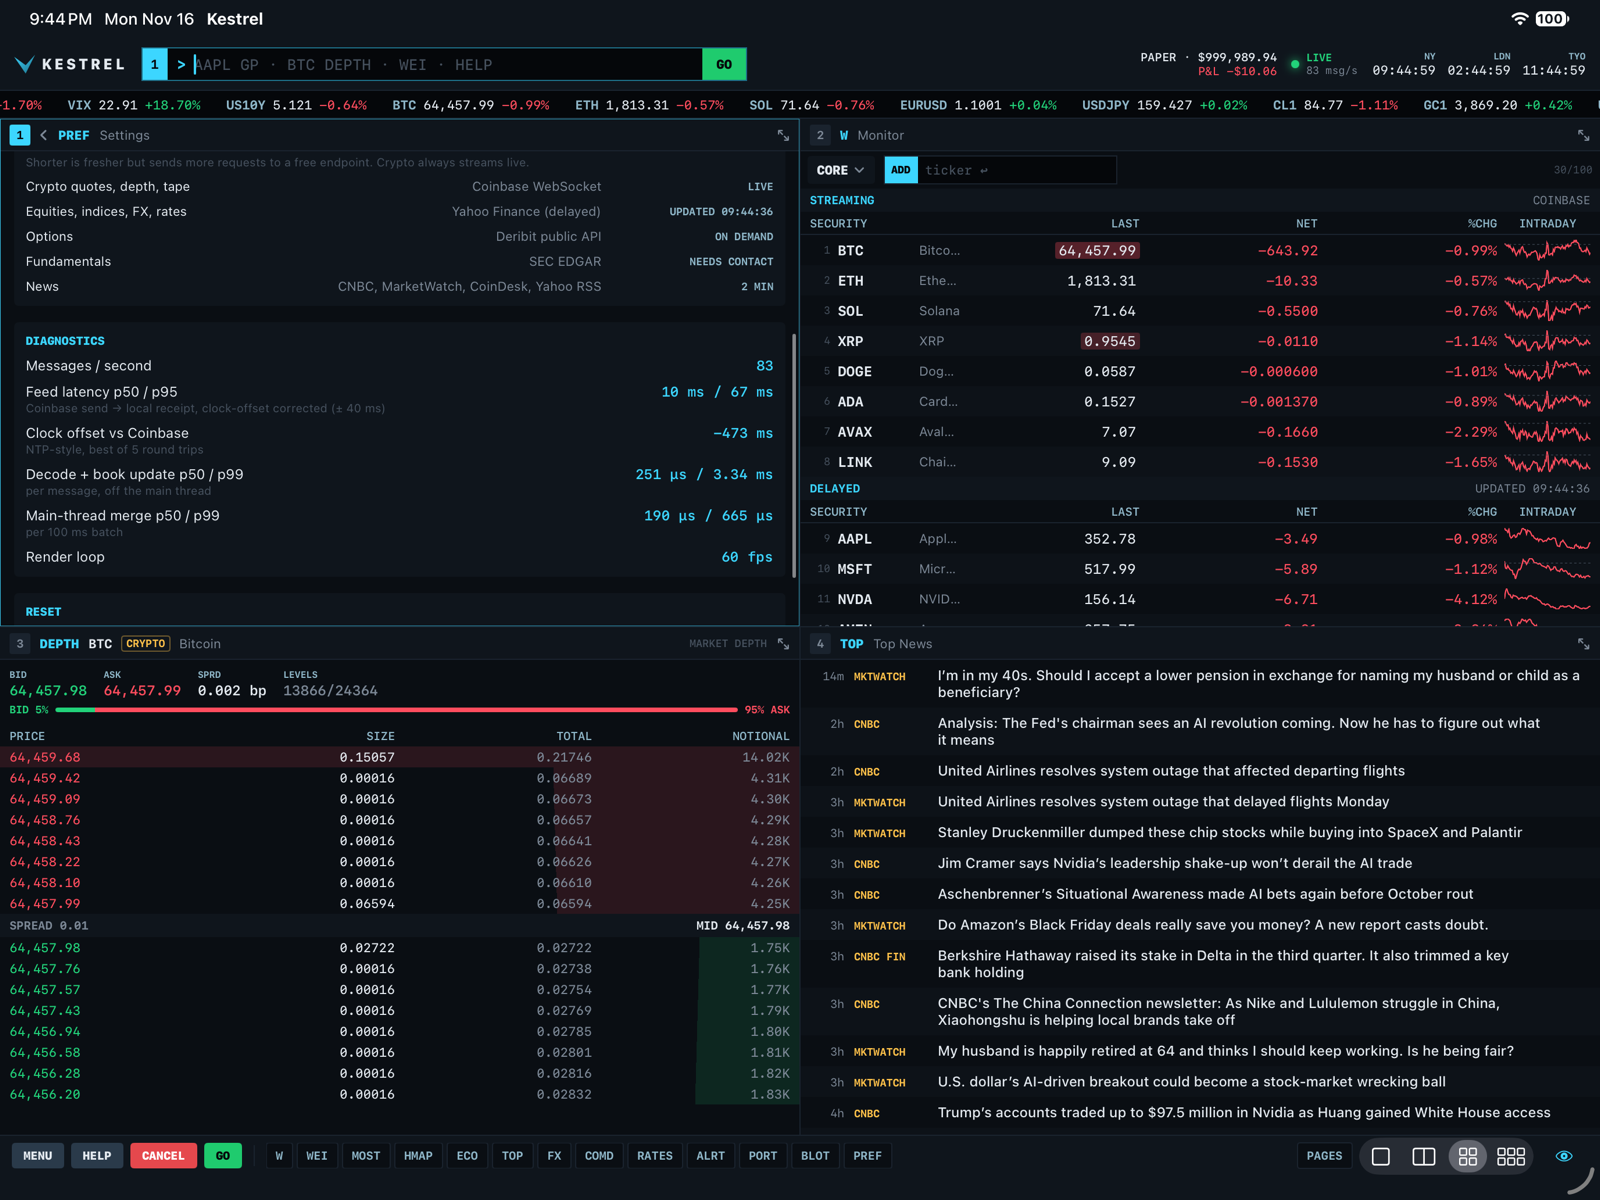 9:44 PM Mon Nov 16 Kestrel 100
KESTREL 1 > AAPL GP · BTC DEPTH · WEI · HELP GO
PAPER · $999,989.94 P&L −$10.06
LIVE 83 msg/s
NY 09:44:59 LDN 02:44:59 TYO 11:44:59
-1.70% VIX 22.91 +18.70% US10Y 5.121 −0.64% BTC 64,457.99 −0.99% ETH 1,813.31 −0.57% SOL 71.64 −0.76% EURUSD 1.1001 +0.04% USDJPY 159.427 +0.02% CL1 84.77 −1.11% GC1 3,869.20 +0.42%
1 PREF Settings
Shorter is fresher but sends more requests to a free endpoint. Crypto always streams live.
Crypto quotes, depth, tape Coinbase WebSocket LIVE
Equities, indices, FX, rates Yahoo Finance (delayed) UPDATED 09:44:36
Options Deribit public API ON DEMAND
Fundamentals SEC EDGAR NEEDS CONTACT
News CNBC, MarketWatch, CoinDesk, Yahoo RSS 2 MIN
DIAGNOSTICS
Messages / second 83
Feed latency p50 / p95 10 ms / 67 ms
Coinbase send → local receipt, clock-offset corrected (± 40 ms)
Clock offset vs Coinbase −473 ms
NTP-style, best of 5 round trips
Decode + book update p50 / p99 251 µs / 3.34 ms
per message, off the main thread
Main-thread merge p50 / p99 190 µs / 665 µs
per 100 ms batch
Render loop 60 fps
RESET
2 W Monitor
CORE ADD ticker ↩ 30/100
STREAMING COINBASE
SECURITY LAST NET %CHG INTRADAY
1 BTC Bitco... 64,457.99 −643.92 −0.99%
2 ETH Ethe... 1,813.31 −10.33 −0.57%
3 SOL Solana 71.64 −0.5500 −0.76%
4 XRP XRP 0.9545 −0.0110 −1.14%
5 DOGE Dog... 0.0587 −0.000600 −1.01%
6 ADA Card... 0.1527 −0.001370 −0.89%
7 AVAX Aval... 7.07 −0.1660 −2.29%
8 LINK Chai... 9.09 −0.1530 −1.65%
DELAYED UPDATED 09:44:36
SECURITY LAST NET %CHG INTRADAY
9 AAPL Appl... 352.78 −3.49 −0.98%
10 MSFT Micr... 517.99 −5.89 −1.12%
11 NVDA NVID... 156.14 −6.71 −4.12%
3 DEPTH BTC CRYPTO Bitcoin MARKET DEPTH
BID ASK SPRD LEVELS
64,457.98 64,457.99 0.002 bp 13866/24364
BID 5% 95% ASK
PRICE SIZE TOTAL NOTIONAL
64,459.68 0.15057 0.21746 14.02K
64,459.42 0.00016 0.06689 4.31K
64,459.09 0.00016 0.06673 4.30K
64,458.76 0.00016 0.06657 4.29K
64,458.43 0.00016 0.06641 4.28K
64,458.22 0.00016 0.06626 4.27K
64,458.10 0.00016 0.06610 4.26K
64,457.99 0.06594 0.06594 4.25K
SPREAD 0.01 MID 64,457.98
64,457.98 0.02722 0.02722 1.75K
64,457.76 0.00016 0.02738 1.76K
64,457.57 0.00016 0.02754 1.77K
64,457.43 0.00016 0.02769 1.79K
64,456.94 0.00016 0.02785 1.80K
64,456.58 0.00016 0.02801 1.81K
64,456.28 0.00016 0.02816 1.82K
64,456.20 0.00016 0.02832 1.83K
4 TOP Top News
14m MKTWATCH I'm in my 40s. Should I accept a lower pension in exchange for naming my husband or child as a
beneficiary?
2h CNBC Analysis: The Fed's chairman sees an AI revolution coming. Now he has to figure out what
it means
2h CNBC United Airlines resolves system outage that affected departing flights
3h MKTWATCH United Airlines resolves system outage that delayed flights Monday
3h MKTWATCH Stanley Druckenmiller dumped these chip stocks while buying into SpaceX and Palantir
3h CNBC Jim Cramer says Nvidia's leadership shake-up won't derail the AI trade
3h CNBC Aschenbrenner's Situational Awareness made AI bets again before October rout
3h MKTWATCH Do Amazon's Black Friday deals really save you money? A new report casts doubt.
3h CNBC FIN Berkshire Hathaway raised its stake in Delta in the third quarter. It also trimmed a key
bank holding
3h CNBC CNBC's The China Connection newsletter: As Nike and Lululemon struggle in China,
Xiaohongshu is helping local brands take off
3h MKTWATCH My husband is happily retired at 64 and thinks I should keep working. Is he being fair?
3h MKTWATCH U.S. dollar's AI-driven breakout could become a stock-market wrecking ball
4h CNBC Trump's accounts traded up to $97.5 million in Nvidia as Huang gained White House access
MENU HELP CANCEL GO W WEI MOST HMAP ECO TOP FX COMD RATES ALRT PORT BLOT PREF PAGES